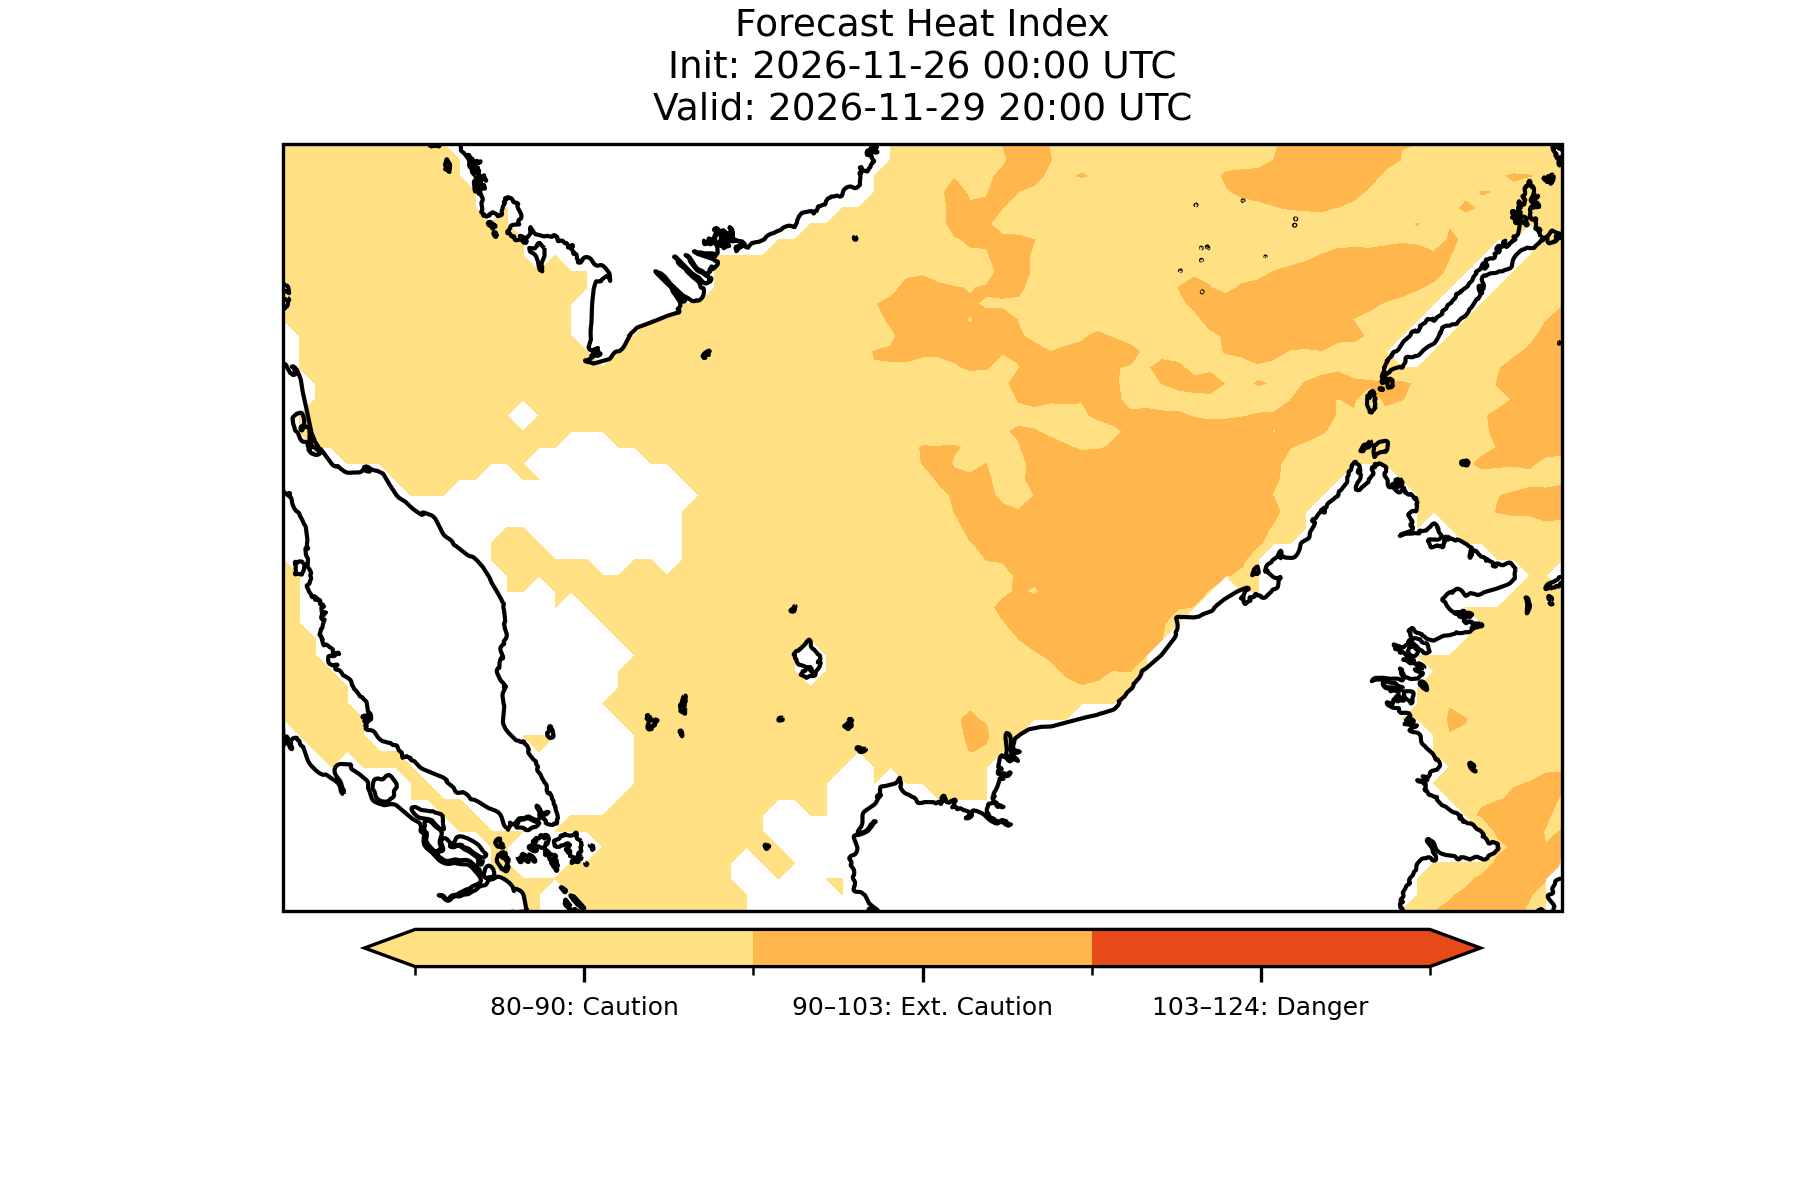 Forecast Heat Index
Init: 2026-11-26 00:00 UTC
Valid: 2026-11-29 20:00 UTC
80–90: Caution
90–103: Ext. Caution
103–124: Danger